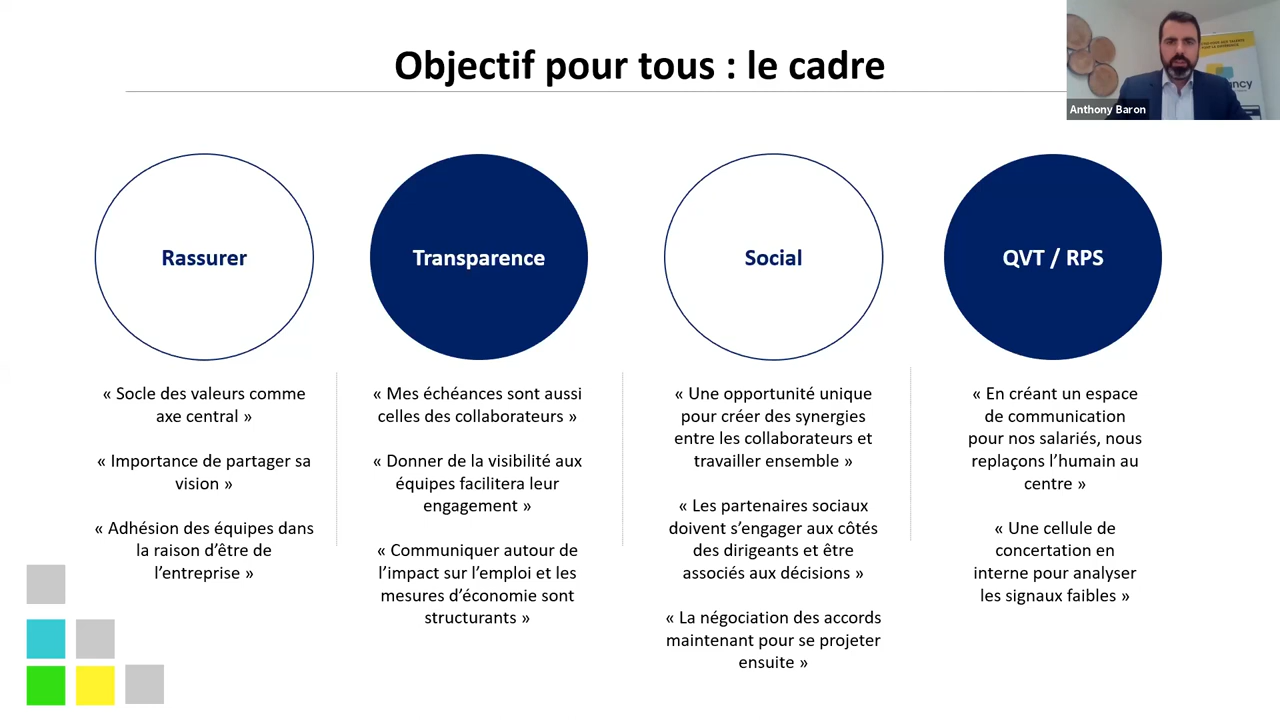 Objectif pour tous : le cadre
Anthony Baron
Rassurer
Transparence
Social
QVT / RPS
« Socle des valeurs comme
axe central »
« Importance de partager sa
vision »
« Adhésion des équipes dans
la raison d’être de
l’entreprise »
« Mes échéances sont aussi
celles des collaborateurs »
« Donner de la visibilité aux
équipes facilitera leur
engagement »
« Communiquer autour de
l’impact sur l’emploi et les
mesures d’économie sont
structurants »
« Une opportunité unique
pour créer des synergies
entre les collaborateurs et
travailler ensemble »
« Les partenaires sociaux
doivent s’engager aux côtés
des dirigeants et être
associés aux décisions »
« La négociation des accords
maintenant pour se projeter
ensuite »
« En créant un espace
de communication
pour nos salariés, nous
replaçons l’humain au
centre »
« Une cellule de
concertation en
interne pour analyser
les signaux faibles »